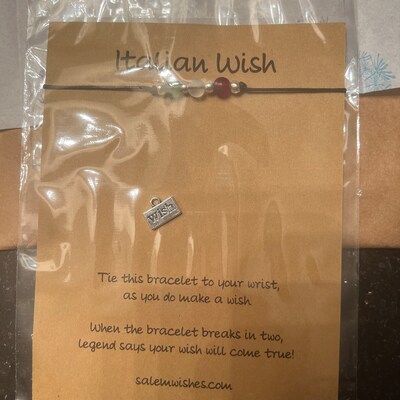 Italian Wish
Wish
Tie this bracelet to your wrist,
as you do make a wish
When the bracelet breaks in two,
legend says your wish will come true!
salemwishes.com